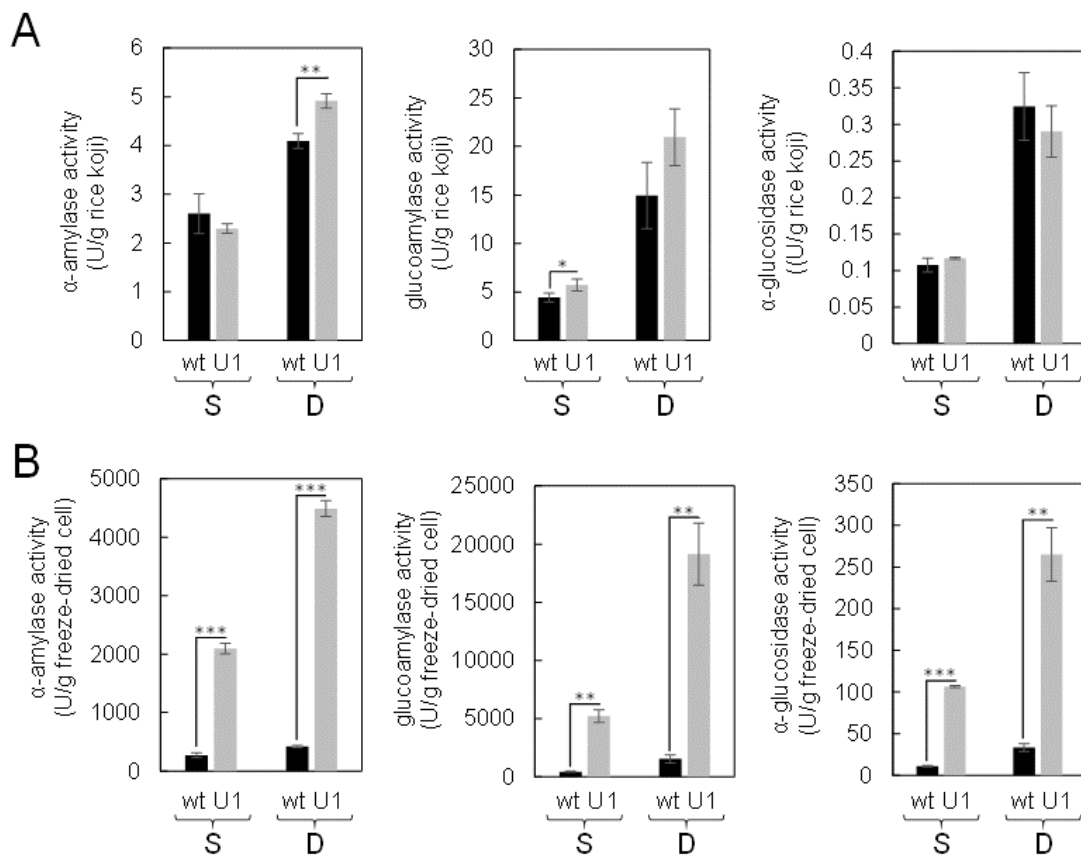 A
α-amylase activity
(U/g rice koji)
6
5
4
3
2
1
0
**
wt U1 wt U1
S D
glucoamylase activity
(U/g rice koji)
30
25
20
15
10
5
0
*
wt U1 wt U1
S D
α-glucosidase activity
((U/g rice koji)
0.4
0.35
0.3
0.25
0.2
0.15
0.1
0.05
0
wt U1 wt U1
S D
B
α-amylase activity
(U/g freeze-dried cell)
5000
4000
3000
2000
1000
0
***
***
wt U1 wt U1
S D
glucoamylase activity
(U/g freeze-dried cell)
25000
20000
15000
10000
5000
0
**
**
wt U1 wt U1
S D
α-glucosidase activity
(U/g freeze-dried cell)
350
300
250
200
150
100
50
0
***
**
wt U1 wt U1
S D